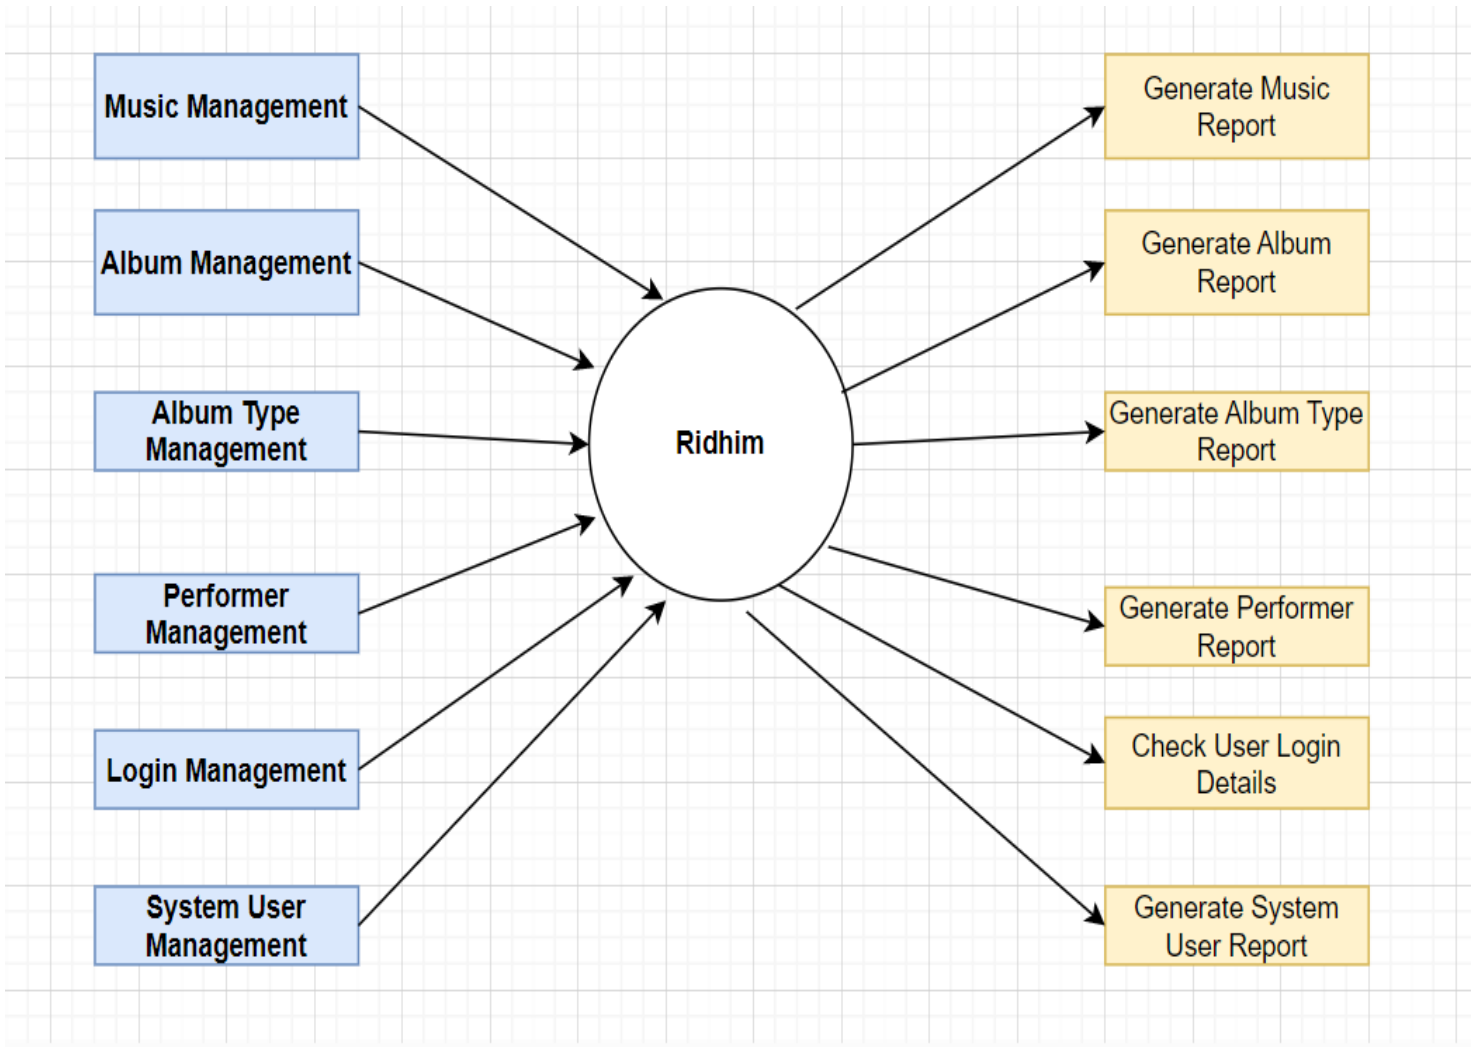 Music Management
Album Management
Album Type
Management
Performer
Management
Login Management
System User
Management
Ridhim
Generate Music
Report
Generate Album
Report
Generate Album Type
Report
Generate Performer
Report
Check User Login
Details
Generate System
User Report